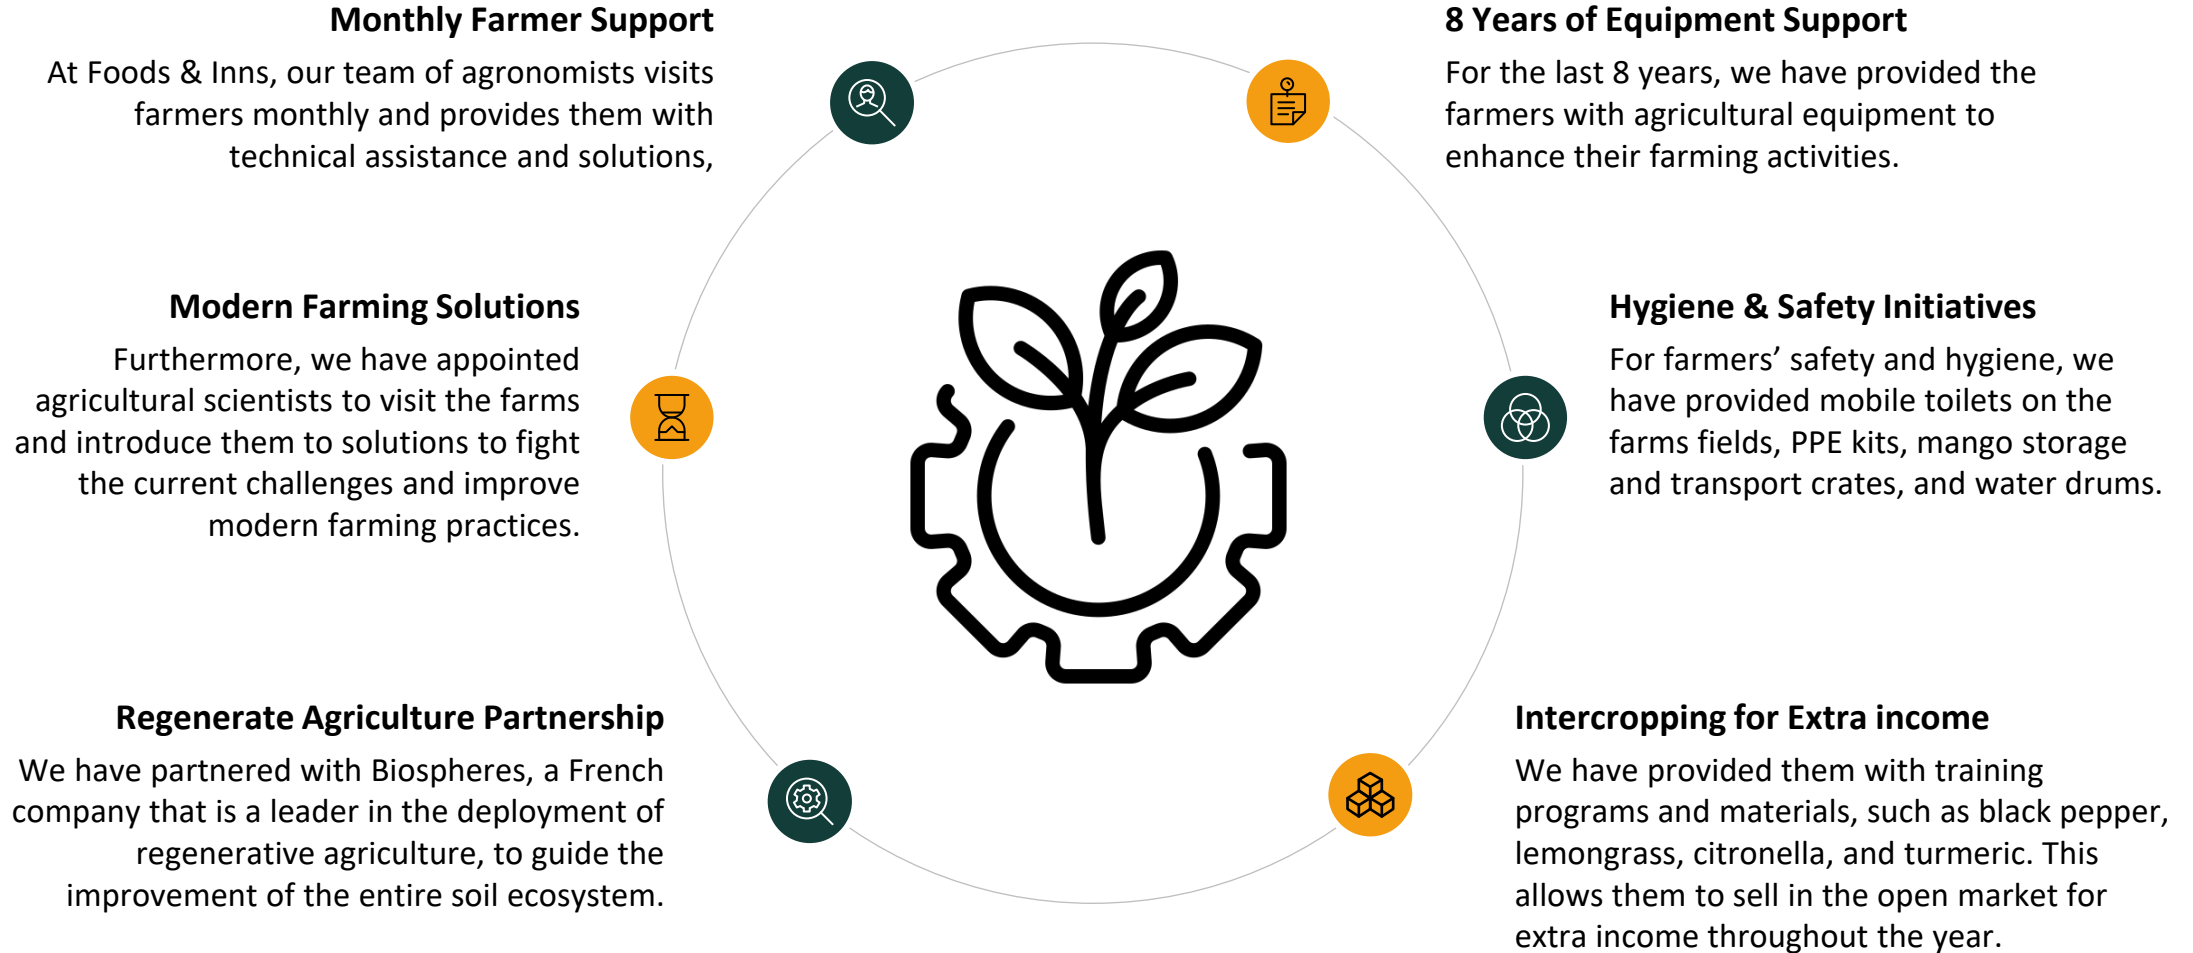 Monthly Farmer Support
At Foods & Inns, our team of agronomists visits
farmers monthly and provides them with
technical assistance and solutions,
8 Years of Equipment Support
For the last 8 years, we have provided the
farmers with agricultural equipment to
enhance their farming activities.
Modern Farming Solutions
Furthermore, we have appointed
agricultural scientists to visit the farms
and introduce them to solutions to fight
the current challenges and improve
modern farming practices.
Hygiene & Safety Initiatives
For farmers’ safety and hygiene, we
have provided mobile toilets on the
farms fields, PPE kits, mango storage
and transport crates, and water drums.
Regenerate Agriculture Partnership
We have partnered with Biospheres, a French
company that is a leader in the deployment of
regenerative agriculture, to guide the
improvement of the entire soil ecosystem.
Intercropping for Extra income
We have provided them with training
programs and materials, such as black pepper,
lemongrass, citronella, and turmeric. This
allows them to sell in the open market for
extra income throughout the year.